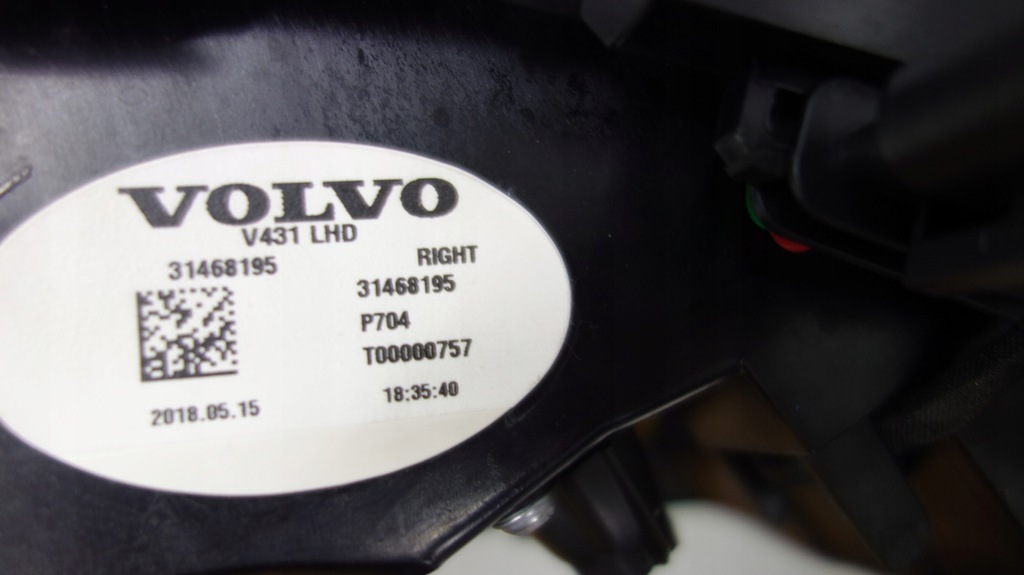 VOLVO
V431 LHD
31468195
RIGHT
31468195
P704
T00000757
2018.05.15
18:35:40